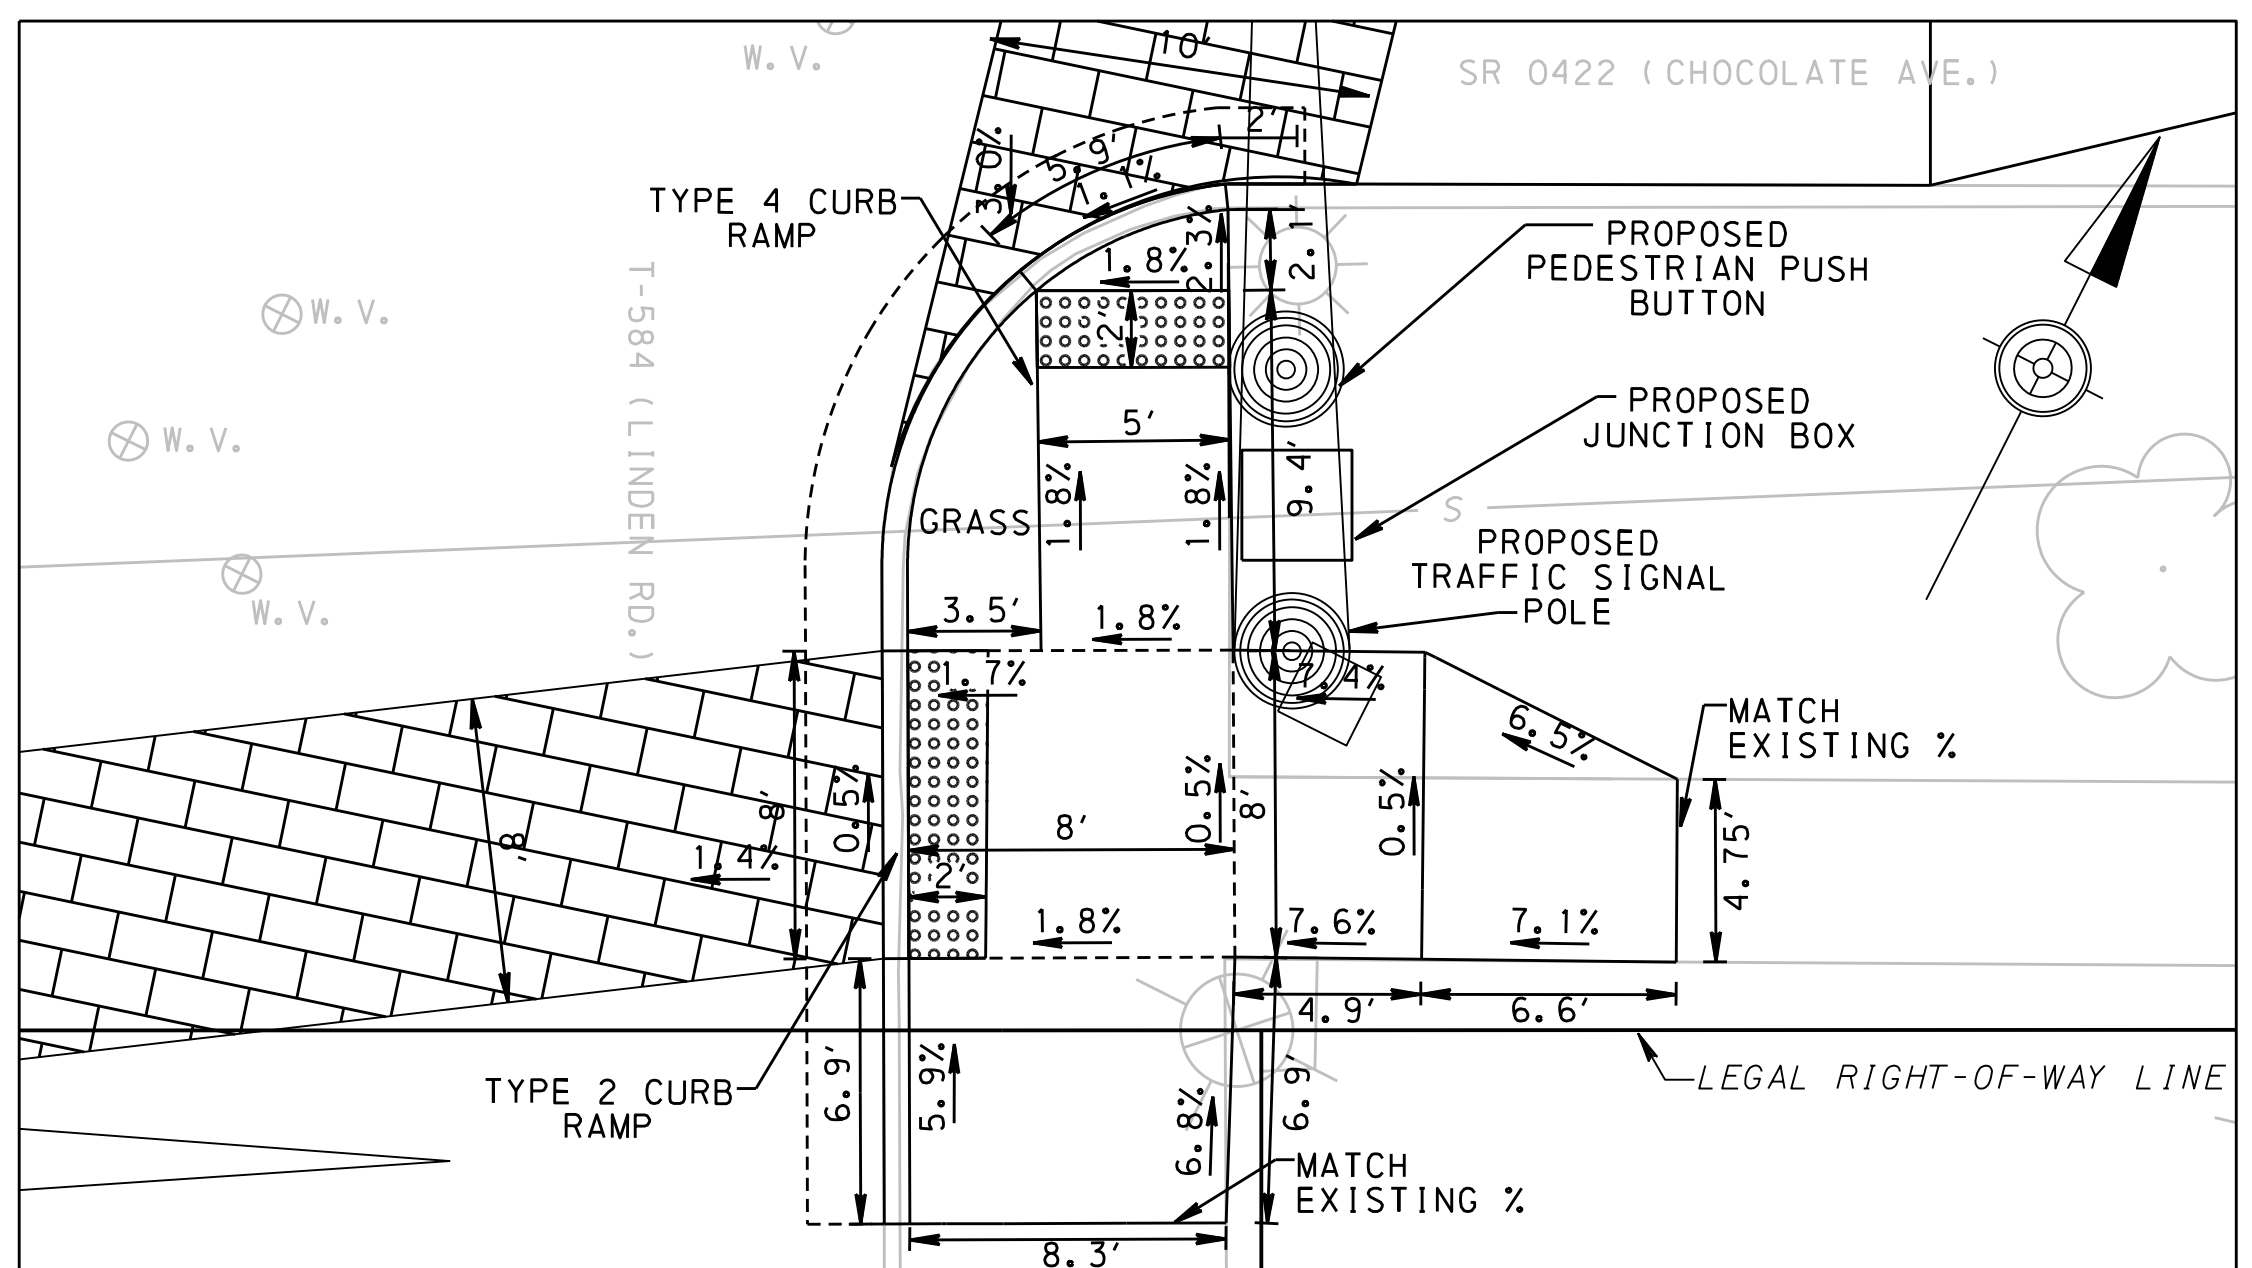 W.V.
10'
SR 0422 (CHOCOLATE AVE.)
2'
3.0%
5.9'
1.7%
TYPE 4 CURB
RAMP
2.3%
2.1'
1.8%
PROPOSED
PEDESTRIAN PUSH
BUTTON
T-584 (LINDEN RD.)
W.V.
2'
PROPOSED
JUNCTION BOX
5'
W.V.
1.8%
1.8%
9.4'
GRASS
S
PROPOSED
TRAFFIC SIGNAL
POLE
W.V.
3.5'
1.8%
1.7%
7.4%
6.5%
MATCH
EXISTING %
8'
8'
0.5%
1.4%
8'
0.5%
8'
0.5%
4.75'
2'
1.8%
7.6%
7.1%
4.9'
6.6'
LEGAL RIGHT-OF-WAY LINE
TYPE 2 CURB
RAMP
6.9'
5.9%
6.8%
6.9'
MATCH
EXISTING %
8.3'